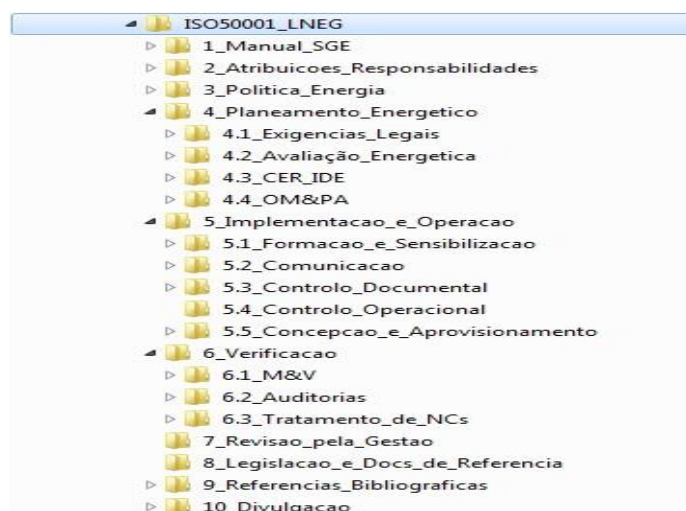 ISO50001_LNEG
1_Manual_SGE
2_Atribuicoes_Responsabilidades
3_Politica_Energia
4_Planeamento_Energetico
4.1_Exigencias_Legais
4.2_Avaliação_Energetica
4.3_CER_IDE
4.4_OM&PA
5_Implementacao_e_Operacao
5.1_Formacao_e_Sensibilizacao
5.2_Comunicacao
5.3_Controlo_Documental
5.4_Controlo_Operacional
5.5_Concepcao_e_Aprovisionamento
6_Verificacao
6.1_M&V
6.2_Auditorias
6.3_Tratamento_de_NCs
7_Revisao_pela_Gestao
8_Legislacao_e_Docs_de_Referencia
9_Referencias_Bibliograficas
10_Divulgacao